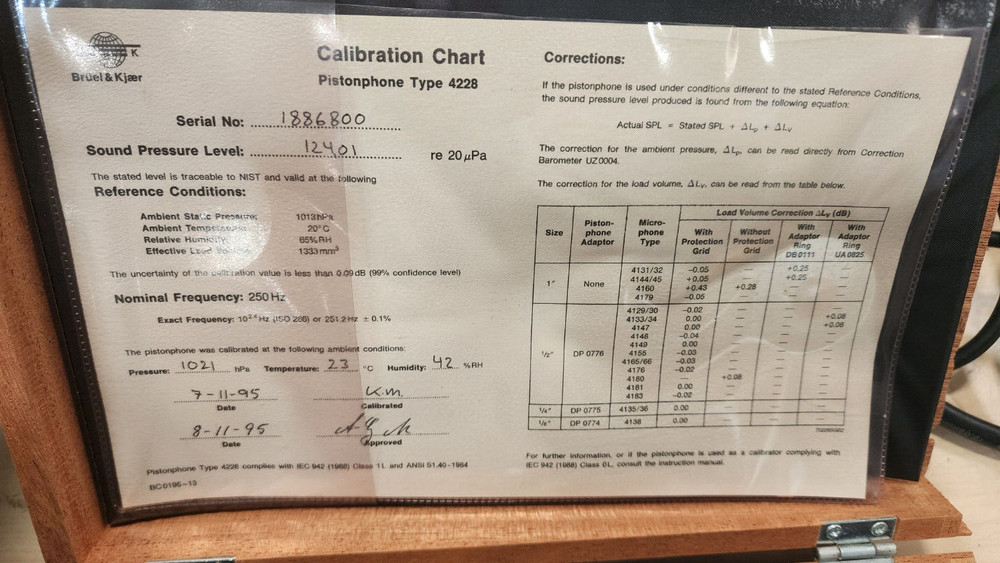 K
Brüel & Kjær
Calibration Chart
Pistonphone Type 4228
Serial No: 1886800
Sound Pressure Level: 12401 re 20 µPa
The stated level is traceable to NIST and valid at the following
Reference Conditions:
Ambient Static Pressure: 1013hPa
Ambient Temperature: 20°C
Relative Humidity: 65%RH
Effective Load Volume: 1333mm³
The uncertainty of the calibration value is less than 0.09dB (99% confidence level)
Nominal Frequency: 250Hz
Exact Frequency: 10²·⁴Hz (ISO 266) or 251.2Hz ± 0.1%
The pistonphone was calibrated at the following ambient conditions:
Pressure: 1021 hPa Temperature: 23 °C Humidity: 42 %RH
7-11-95 K.m.
Date Calibrated
8-11-95
Date Approved
Pistonphone Type 4228 complies with IEC 942 (1988) Class 1L and ANSI S1.40-1984
BC0196-13
Corrections:
If the pistonphone is used under conditions different to the stated Reference Conditions,
the sound pressure level produced is found from the following equation:
Actual SPL = Stated SPL + ΔLp + ΔLv
The correction for the ambient pressure, ΔLp, can be read directly from Correction
Barometer UZ0004.
The correction for the load volume, ΔLv, can be read from the table below.
Size Piston-phone Adaptor Micro-phone Type Load Volume Correction ΔLv (dB)
With Protection Grid Without Protection Grid With Adaptor Ring DB0111 With Adaptor Ring UA0825
1" None 4131/32 −0.05 — +0.25 —
4144/45 +0.05 — +0.25 —
4160 +0.43 +0.28 — —
4179 −0.05 — — —
½" DP 0776 4129/30 −0.02 — — —
4133/34 0.00 — — +0.08
4147 0.00 — — +0.08
4148 −0.04 — — —
4149 0.00 — — —
4155 −0.03 — — —
4165/66 −0.03 — — —
4176 −0.02 — — —
4180 — +0.08 — —
4181 0.00 — — —
4183 −0.02 — — —
¼" DP 0775 4135/36 0.00 — — —
⅛" DP 0774 4138 0.00 — — —
For further information, or if the pistonphone is used as a calibrator complying with
IEC 942 (1988) Class 0L, consult the instruction manual.